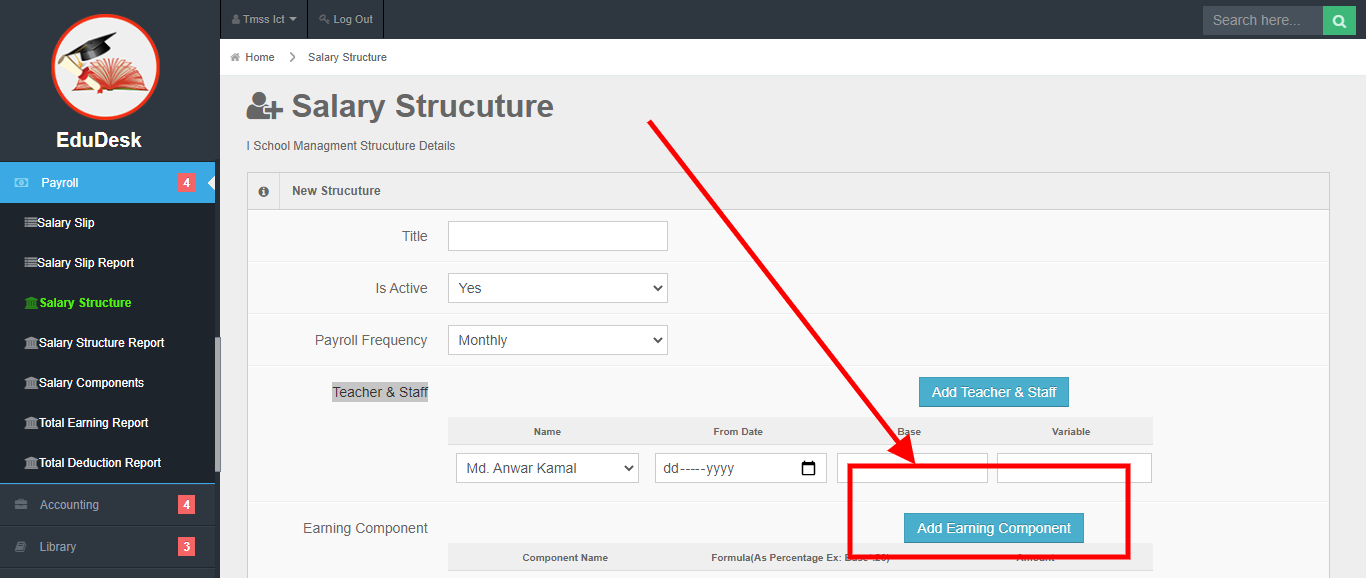 Tmss Ict
Log Out
Search here...
EduDesk
Home
Salary Structure
Salary Strucuture
I School Managment Strucuture Details
Payroll 4
Salary Slip
Salary Slip Report
Salary Structure
Salary Structure Report
Salary Components
Total Earning Report
Total Deduction Report
Accounting 4
Library 3
New Strucuture
Title
Is Active Yes
Payroll Frequency Monthly
Teacher & Staff Add Teacher & Staff
Name From Date Base Variable
Md. Anwar Kamal dd-----yyyy
Earning Component Add Earning Component
Component Name Formula(As Percentage Ex: Base*.20) Amount